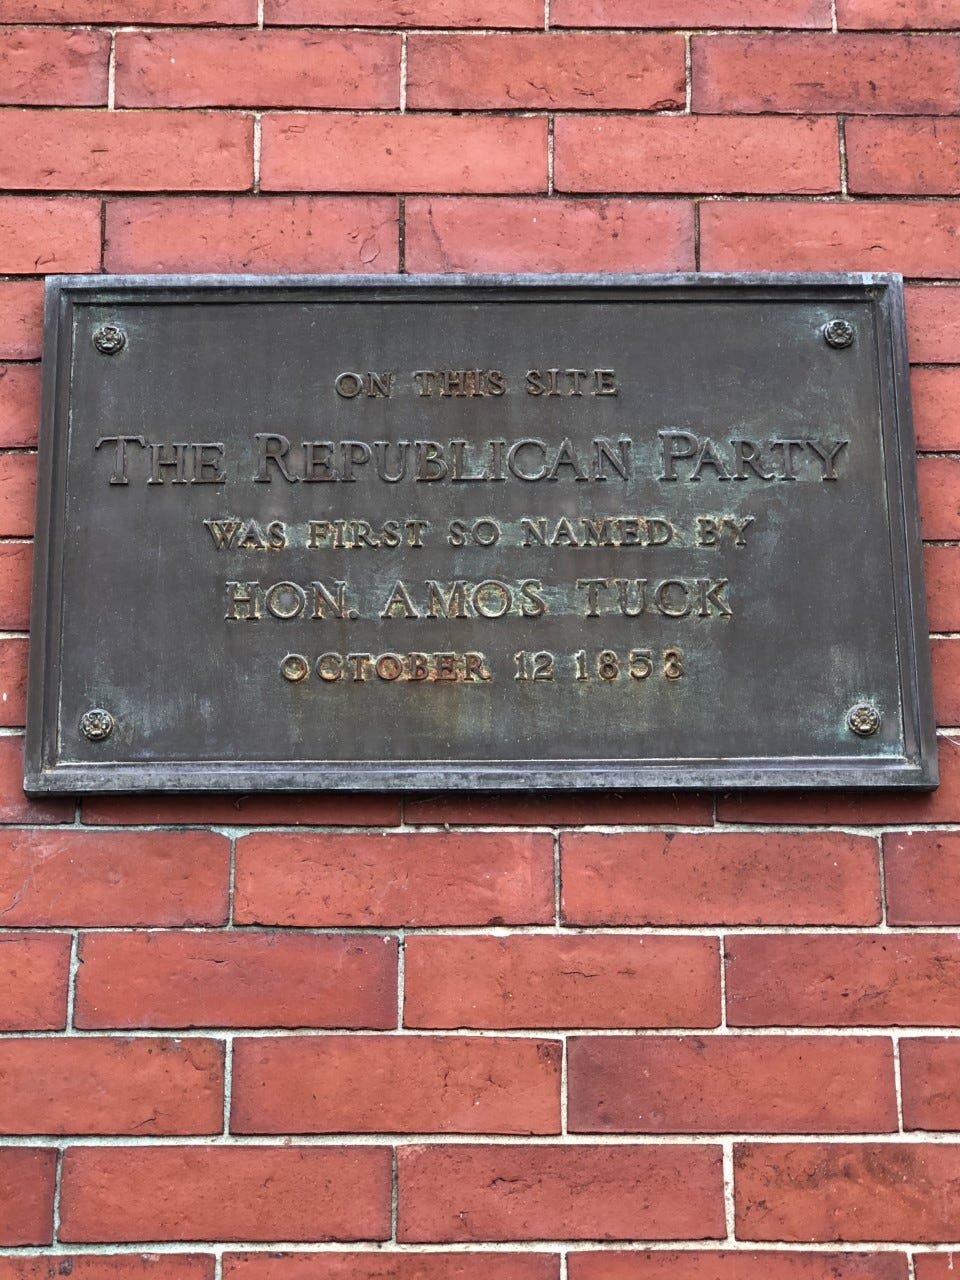 ON THIS SITE
THE REPUBLICAN PARTY
WAS FIRST SO NAMED BY
HON. AMOS TUCK
OCTOBER 12 1853